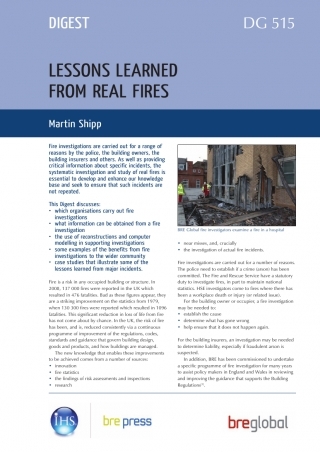 DIGEST
DG 515
LESSONS LEARNED
FROM REAL FIRES
Martin Shipp
Fire investigations are carried out for a range of
reasons by the police, the building owners, the
building insurers and others. As well as providing
critical information about specific incidents, the
systematic investigation and study of real fires is
essential to develop and enhance our knowledge
base and seek to ensure that such incidents are
not repeated.
This Digest discusses:
• which organisations carry out fire
investigations
• what information can be obtained from a fire
investigation
• the use of reconstructions and computer
modelling in supporting investigations
• some examples of the benefits from fire
investigations to the wider community
• case studies that illustrate some of the
lessons learned from major incidents.
Fire is a risk in any occupied building or structure. In
2008, 137 000 fires were reported in the UK which
resulted in 476 fatalities. Bad as these figures appear, they
are a striking improvement on the statistics from 1979,
when 130 200 fires were reported which resulted in 1096
fatalities. This significant reduction in loss of life from fire
has not come about by chance. In the UK, the risk of fire
has been, and is, reduced consistently via a continuous
programme of improvement of the regulations, codes,
standards and guidance that govern building design,
goods and products, and how buildings are managed.
The new knowledge that enables these improvements
to be achieved comes from a number of sources:
• innovation
• fire statistics
• the findings of risk assessments and inspections
• research
BRE Global fire investigators examine a fire in a hospital
• near misses, and, crucially
• the investigation of actual fire incidents.
Fire investigations are carried out for a number of reasons.
The police need to establish if a crime (arson) has been
committed. The Fire and Rescue Service have a statutory
duty to investigate fires, in part to maintain national
statistics. HSE investigators come to fires where there has
been a workplace death or injury (or related issue).
For the building owner or occupier, a fire investigation
may be needed to:
• establish the cause
• determine what has gone wrong
• help ensure that it does not happen again.
For the building insurers, an investigation may be needed
to determine liability, especially if fraudulent arson is
suspected.
In addition, BRE has been commissioned to undertake
a specific programme of fire investigation for many years
to assist policy makers in England and Wales in reviewing
and improving the guidance that supports the Building
Regulations
IHS
bre press
breglobal